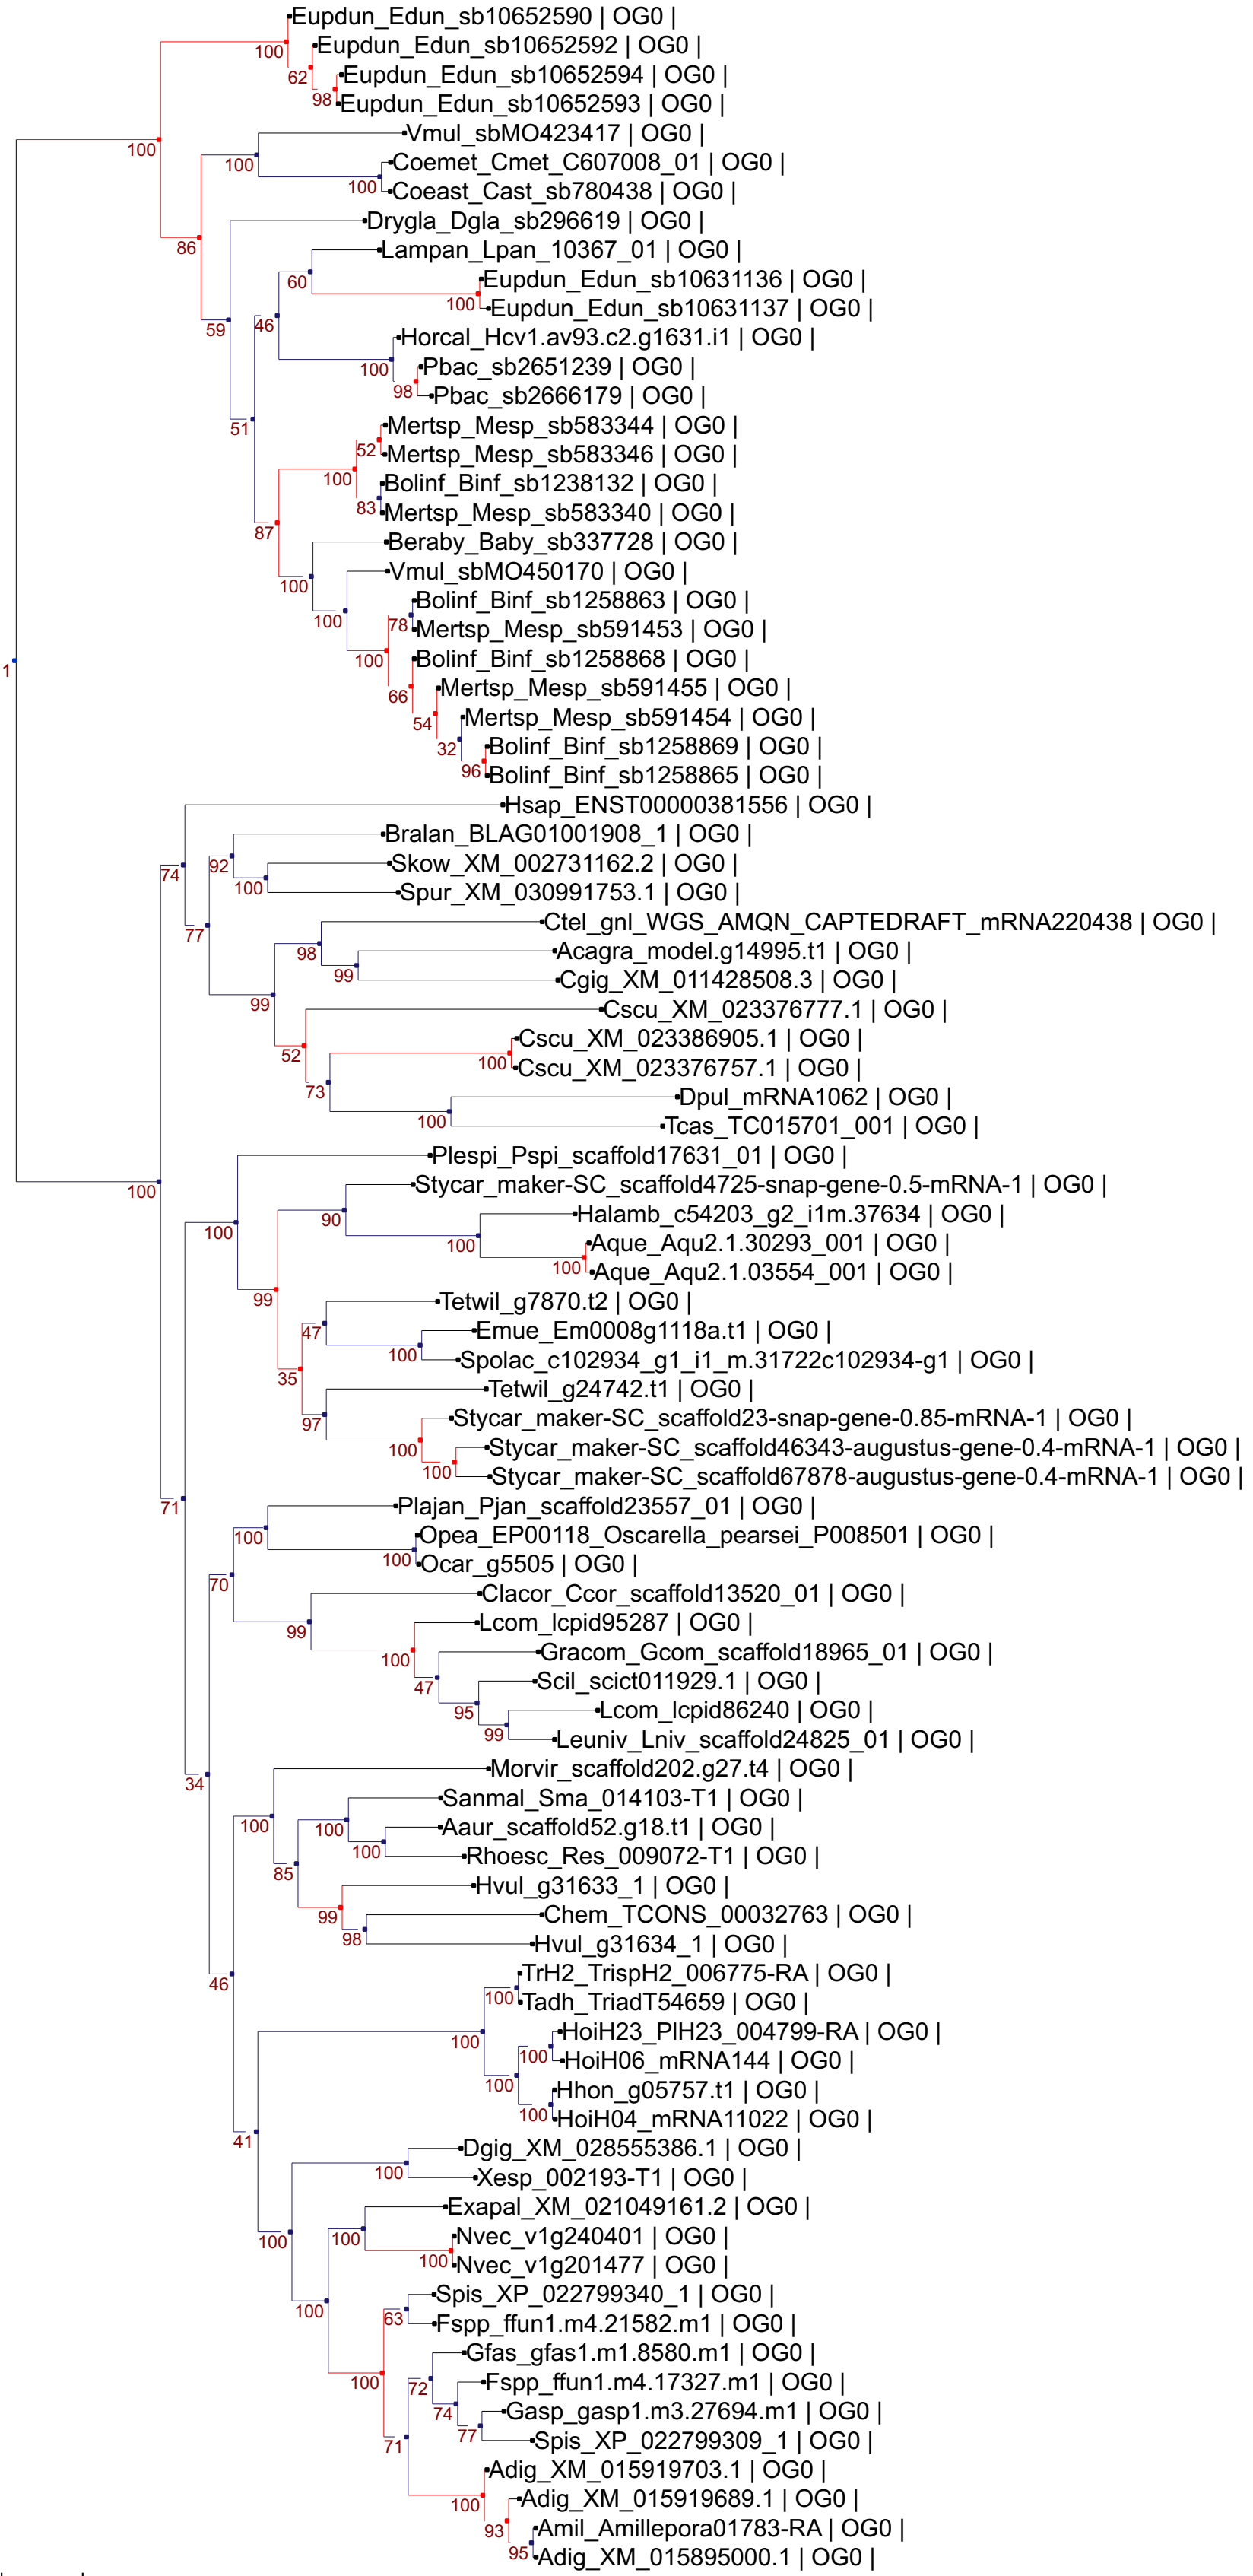 Eupdun_Edun_sb10652590 | OG0 |
100
Eupdun_Edun_sb10652592 | OG0 |
62
Eupdun_Edun_sb10652594 | OG0 |
98
Eupdun_Edun_sb10652593 | OG0 |
100
Vmul_sbMO423417 | OG0 |
100
Coemet_Cmet_C607008_01 | OG0 |
100
Coeast_Cast_sb780438 | OG0 |
86
Drygla_Dgla_sb296619 | OG0 |
Lampan_Lpan_10367_01 | OG0 |
60
Eupdun_Edun_sb10631136 | OG0 |
100
Eupdun_Edun_sb10631137 | OG0 |
59
46
Horcal_Hcv1.av93.c2.g1631.i1 | OG0 |
100
Pbac_sb2651239 | OG0 |
98
Pbac_sb2666179 | OG0 |
51
Mertsp_Mesp_sb583344 | OG0 |
52
Mertsp_Mesp_sb583346 | OG0 |
100
Bolinf_Binf_sb1238132 | OG0 |
83
Mertsp_Mesp_sb583340 | OG0 |
87
Beraby_Baby_sb337728 | OG0 |
100
Vmul_sbMO450170 | OG0 |
100
Bolinf_Binf_sb1258863 | OG0 |
78
Mertsp_Mesp_sb591453 | OG0 |
100
Bolinf_Binf_sb1258868 | OG0 |
1
66
Mertsp_Mesp_sb591455 | OG0 |
54
Mertsp_Mesp_sb591454 | OG0 |
32
Bolinf_Binf_sb1258869 | OG0 |
96
Bolinf_Binf_sb1258865 | OG0 |
Hsap_ENST00000381556 | OG0 |
Bralan_BLAG01001908_1 | OG0 |
74
92
Skow_XM_002731162.2 | OG0 |
100
Spur_XM_030991753.1 | OG0 |
77
Ctel_gnl_WGS_AMQN_CAPTEDRAFT_mRNA220438 | OG0 |
98
Acagra_model.g14995.t1 | OG0 |
99
Cgig_XM_011428508.3 | OG0 |
99
Cscu_XM_023376777.1 | OG0 |
52
Cscu_XM_023386905.1 | OG0 |
100
Cscu_XM_023376757.1 | OG0 |
73
Dpul_mRNA1062 | OG0 |
100
Tcas_TC015701_001 | OG0 |
Plespi_Pspi_scaffold17631_01 | OG0 |
100
Stycar_maker-SC_scaffold4725-snap-gene-0.5-mRNA-1 | OG0 |
90
Halamb_c54203_g2_i1m.37634 | OG0 |
100
100
Aque_Aqu2.1.30293_001 | OG0 |
100
Aque_Aqu2.1.03554_001 | OG0 |
99
Tetwil_g7870.t2 | OG0 |
47
Emue_Em0008g1118a.t1 | OG0 |
100
Spolac_c102934_g1_i1_m.31722c102934-g1 | OG0 |
35
Tetwil_g24742.t1 | OG0 |
97
Stycar_maker-SC_scaffold23-snap-gene-0.85-mRNA-1 | OG0 |
100
Stycar_maker-SC_scaffold46343-augustus-gene-0.4-mRNA-1 | OG0 |
100
Stycar_maker-SC_scaffold67878-augustus-gene-0.4-mRNA-1 | OG0 |
71
Plajan_Pjan_scaffold23557_01 | OG0 |
100
Opea_EP00118_Oscarella_pearsei_P008501 | OG0 |
100
Ocar_g5505 | OG0 |
70
Clacor_Ccor_scaffold13520_01 | OG0 |
99
Lcom_lcpid95287 | OG0 |
100
Gracom_Gcom_scaffold18965_01 | OG0 |
47
Scil_scict011929.1 | OG0 |
95
Lcom_lcpid86240 | OG0 |
99
Leuniv_Lniv_scaffold24825_01 | OG0 |
34
Morvir_scaffold202.g27.t4 | OG0 |
100
Sanmal_Sma_014103-T1 | OG0 |
100
Aaur_scaffold52.g18.t1 | OG0 |
100
Rhoesc_Res_009072-T1 | OG0 |
85
Hvul_g31633_1 | OG0 |
99
Chem_TCONS_00032763 | OG0 |
98
Hvul_g31634_1 | OG0 |
46
TrH2_TrispH2_006775-RA | OG0 |
100
Tadh_TriadT54659 | OG0 |
100
HoiH23_PlH23_004799-RA | OG0 |
100
HoiH06_mRNA144 | OG0 |
100
Hhon_g05757.t1 | OG0 |
100
HoiH04_mRNA11022 | OG0 |
41
Dgig_XM_028555386.1 | OG0 |
100
Xesp_002193-T1 | OG0 |
100
Exapal_XM_021049161.2 | OG0 |
100
Nvec_v1g240401 | OG0 |
100
Nvec_v1g201477 | OG0 |
100
Spis_XP_022799340_1 | OG0 |
63
Fspp_ffun1.m4.21582.m1 | OG0 |
100
Gfas_gfas1.m1.8580.m1 | OG0 |
72
Fspp_ffun1.m4.17327.m1 | OG0 |
74
Gasp_gasp1.m3.27694.m1 | OG0 |
77
Spis_XP_022799309_1 | OG0 |
71
Adig_XM_015919703.1 | OG0 |
100
Adig_XM_015919689.1 | OG0 |
93
Amil_Amillepora01783-RA | OG0 |
95
Adig_XM_015895000.1 | OG0 |